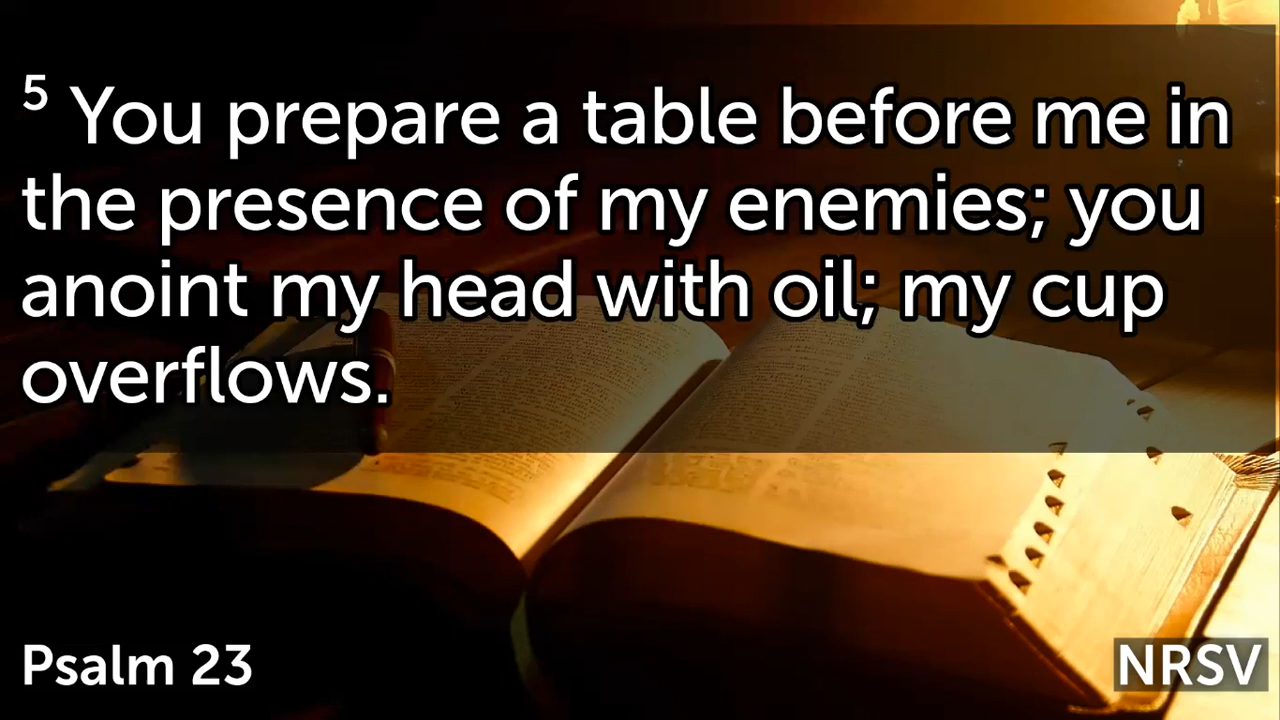 5 You prepare a table before me in
the presence of my enemies; you
anoint my head with oil; my cup
overflows.
Psalm 23
NRSV